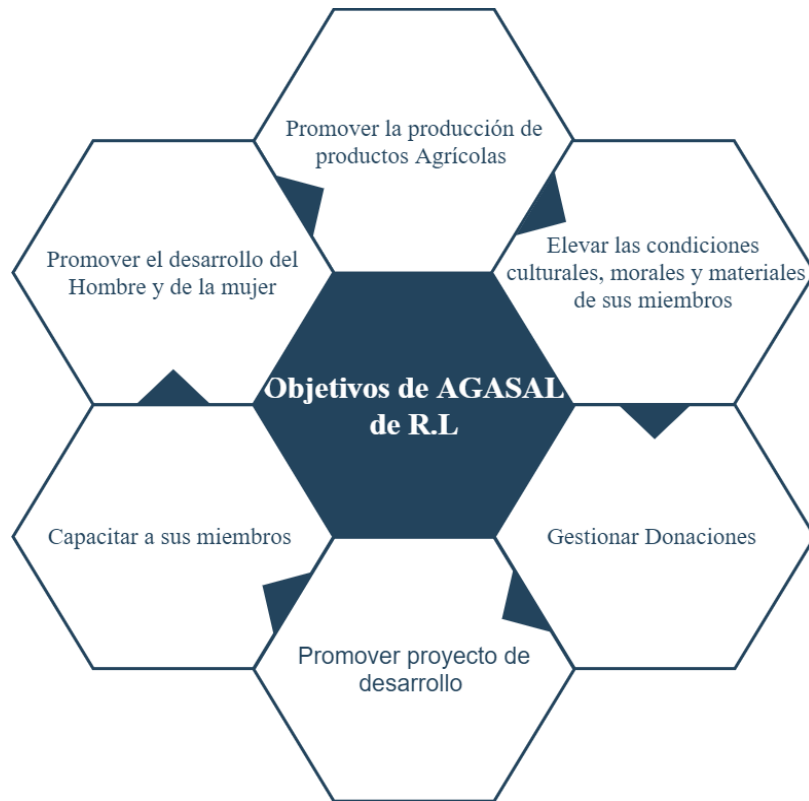 Promover la producción de
productos Agrícolas
Elevar las condiciones
culturales, morales y materiales
de sus miembros
Gestionar Donaciones
Promover proyecto de
desarrollo
Capacitar a sus miembros
Promover el desarrollo del
Hombre y de la mujer
Objetivos de AGASAL
de R.L